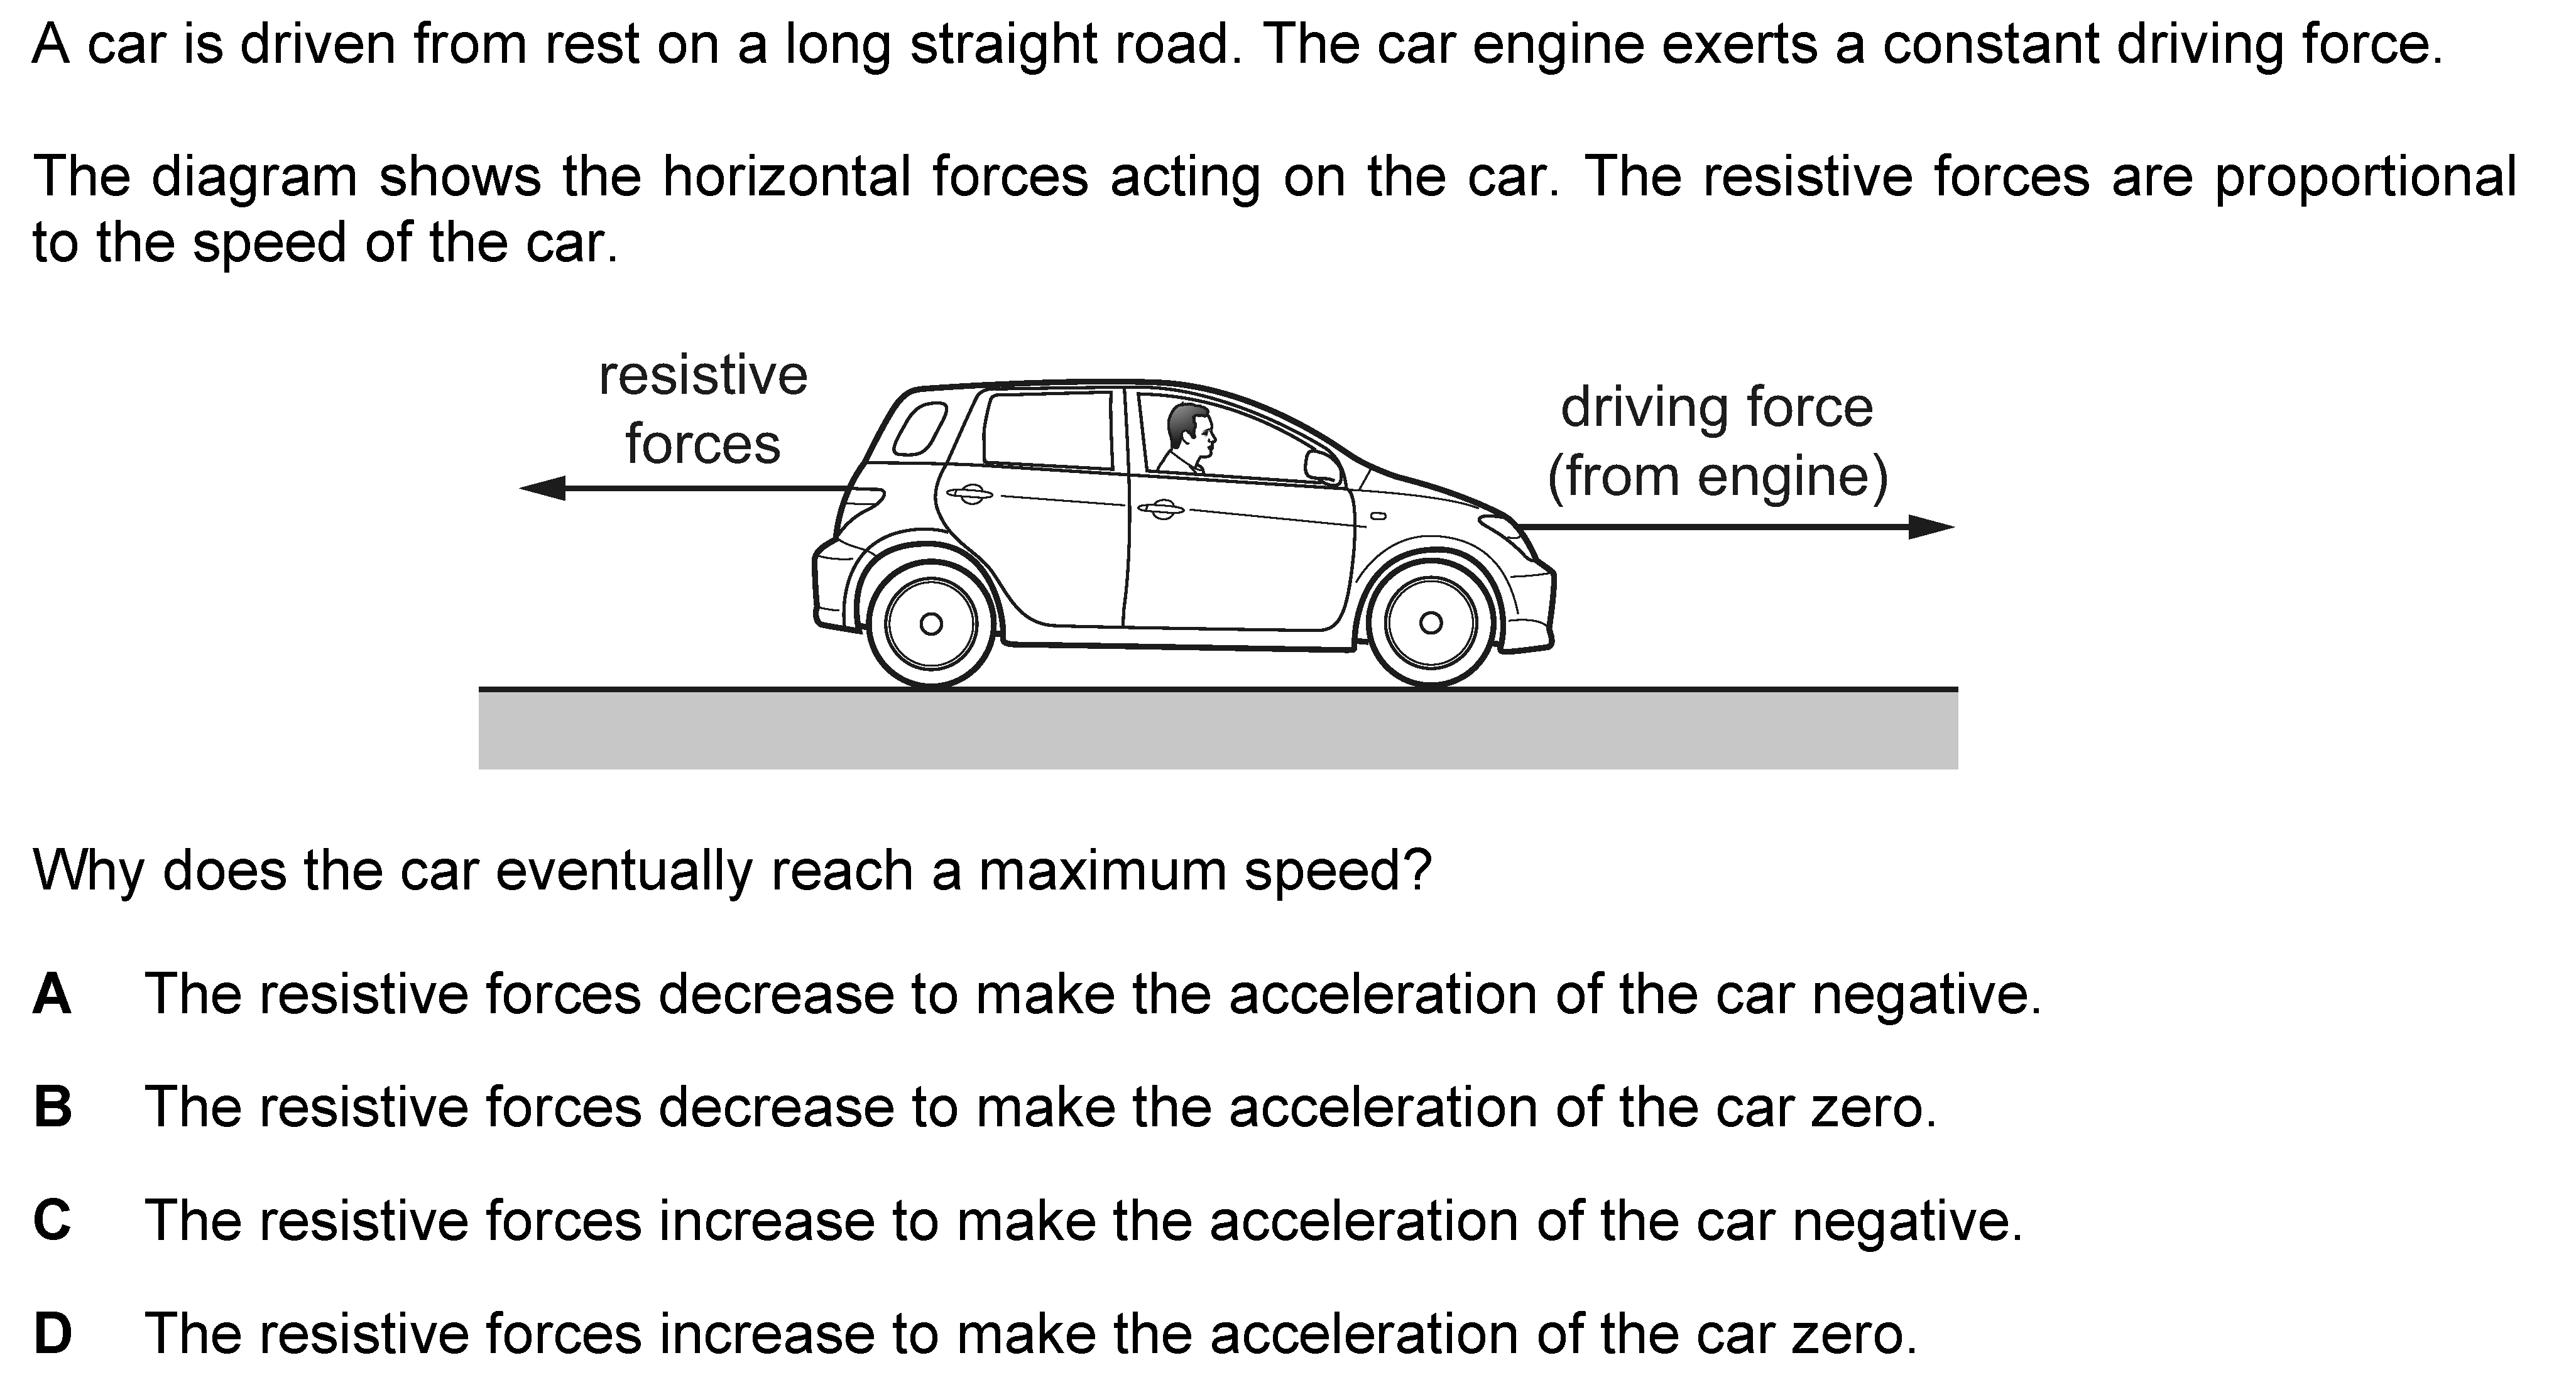 A car is driven from rest on a long straight road. The car engine exerts a constant driving force.
The diagram shows the horizontal forces acting on the car. The resistive forces are proportional
to the speed of the car.
resistive
forces
driving force
(from engine)
Why does the car eventually reach a maximum speed?
A The resistive forces decrease to make the acceleration of the car negative.
B The resistive forces decrease to make the acceleration of the car zero.
C The resistive forces increase to make the acceleration of the car negative.
D The resistive forces increase to make the acceleration of the car zero.